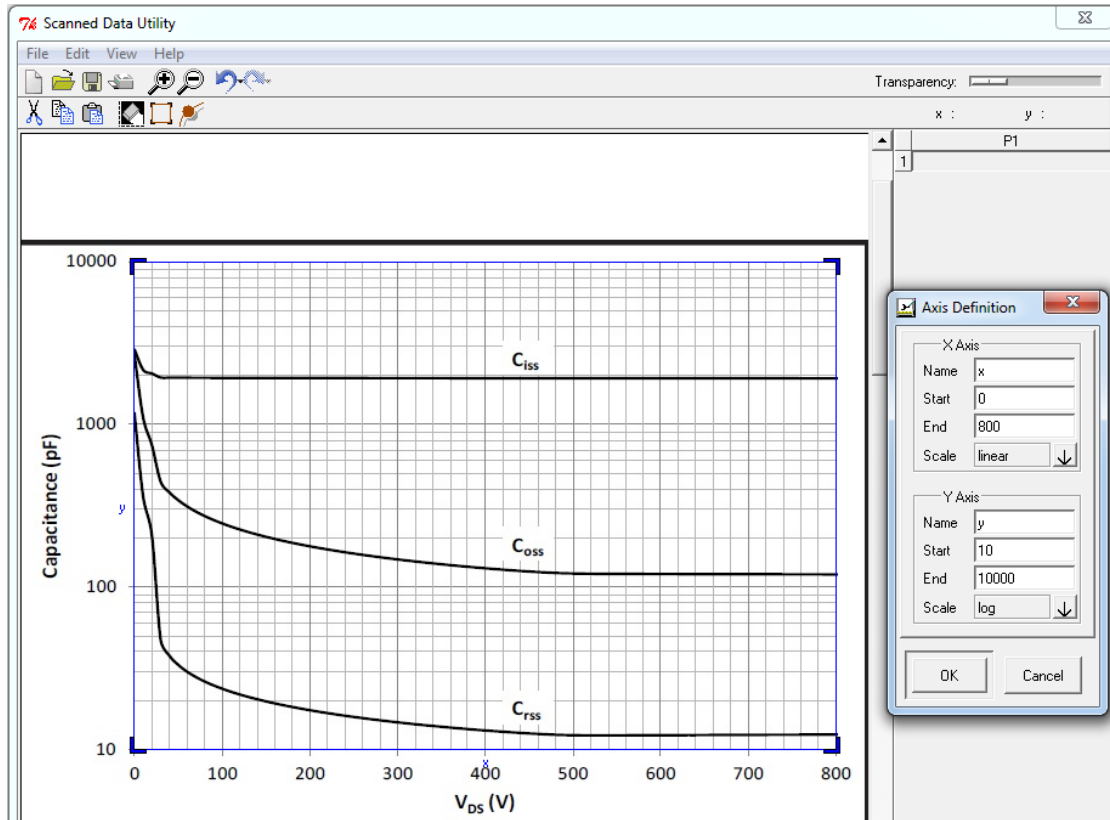 Scanned Data Utility
File Edit View Help
Transparency:
x : y :
P1
1
10000
1000
100
10
Capacitance (pF)
y
Ciss
Coss
Crss
0 100 200 300 400 500 600 700 800
x
VDS (V)
Axis Definition
X Axis
Name x
Start 0
End 800
Scale linear
Y Axis
Name y
Start 10
End 10000
Scale log
OK Cancel